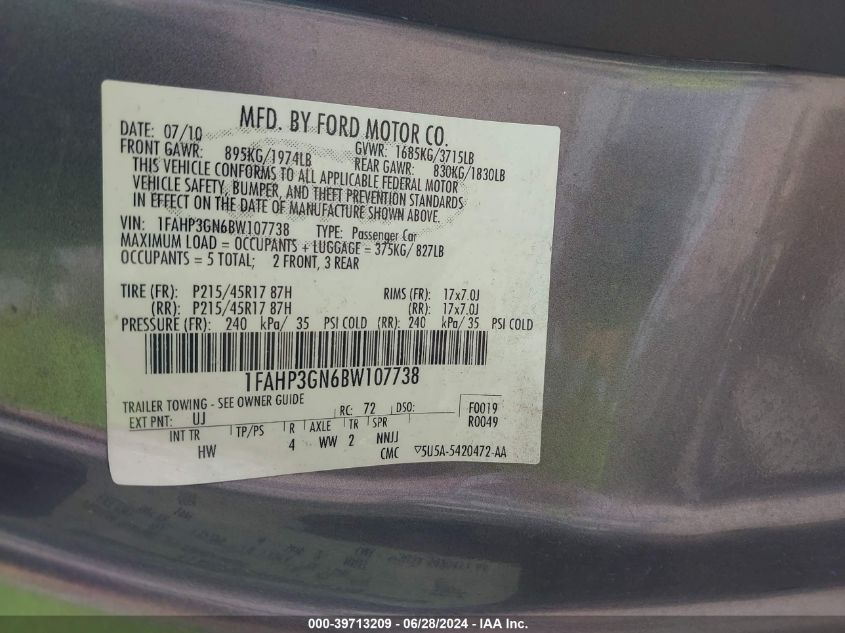 MFD. BY FORD MOTOR CO.
DATE: 07/10 GVWR: 1685KG/3715LB
FRONT GAWR: 895KG/1974LB REAR GAWR: 830KG/1830LB
THIS VEHICLE CONFORMS TO ALL APPLICABLE FEDERAL MOTOR
VEHICLE SAFETY, BUMPER, AND THEFT PREVENTION STANDARDS
IN EFFECT ON THE DATE OF MANUFACTURE SHOWN ABOVE.
VIN: 1FAHP3GN6BW107738 TYPE: Passenger Car
MAXIMUM LOAD = OCCUPANTS + LUGGAGE = 375KG/ 827LB
OCCUPANTS = 5 TOTAL; 2 FRONT, 3 REAR
TIRE (FR): P215/45R17 87H RIMS (FR): 17x7.0J
(RR): P215/45R17 87H (RR): 17x7.0J
PRESSURE (FR): 240 kPa/ 35 PSI COLD (RR): 240 kPa/ 35 PSI COLD
1FAHP3GN6BW107738
TRAILER TOWING - SEE OWNER GUIDE
EXT PNT: UJ RC: 72 DSO: F0019
R0049
INT TR TP/PS R AXLE TR SPR
HW 4 WW 2 NNJJ
CMC ▽5U5A-5420472-AA
000-39713209 - 06/28/2024 - IAAI Inc.